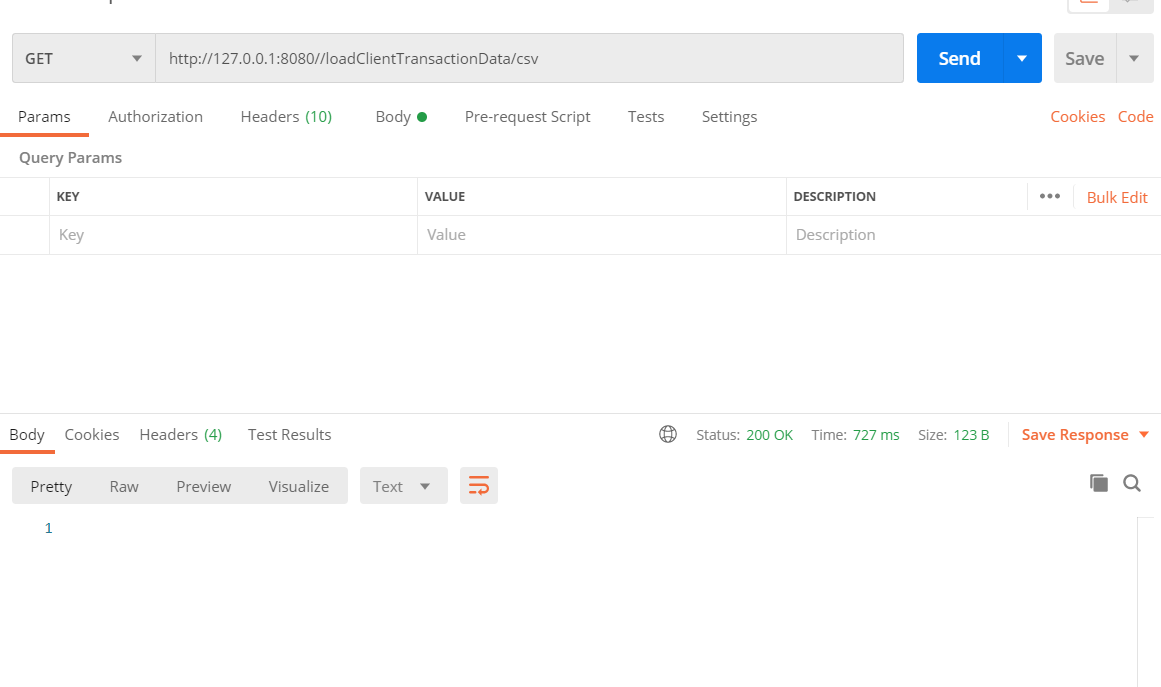 GET http://127.0.0.1:8080//loadClientTransactionData/csv Send Save
Params Authorization Headers (10) Body Pre-request Script Tests Settings Cookies Code
Query Params
KEY VALUE DESCRIPTION ••• Bulk Edit
Key Value Description
Body Cookies Headers (4) Test Results Status: 200 OK Time: 727 ms Size: 123 B Save Response
Pretty Raw Preview Visualize Text
1